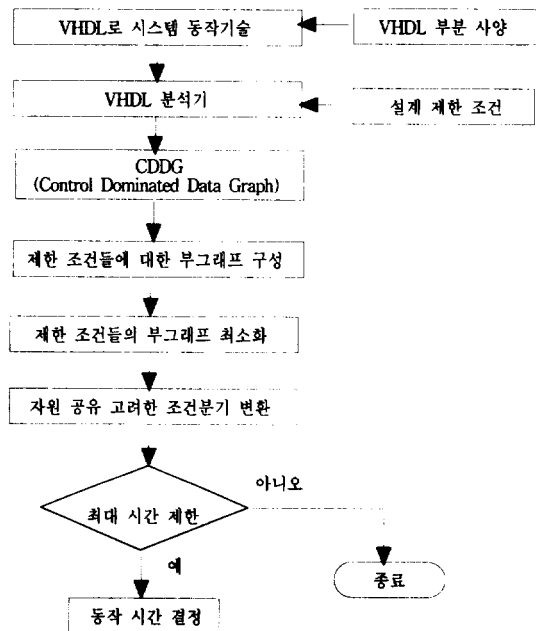 VHDL로 시스템 동작기술
VHDL 부분 사양
VHDL 분석기
설계 제한 조건
CDDG
(Control Dominated Data Graph)
제한 조건들에 대한 부그래프 구성
제한 조건들의 부그래프 최소화
자원 공유 고려한 조건분기 변환
최대 시간 제한
아니오
예
종료
동작 시간 결정